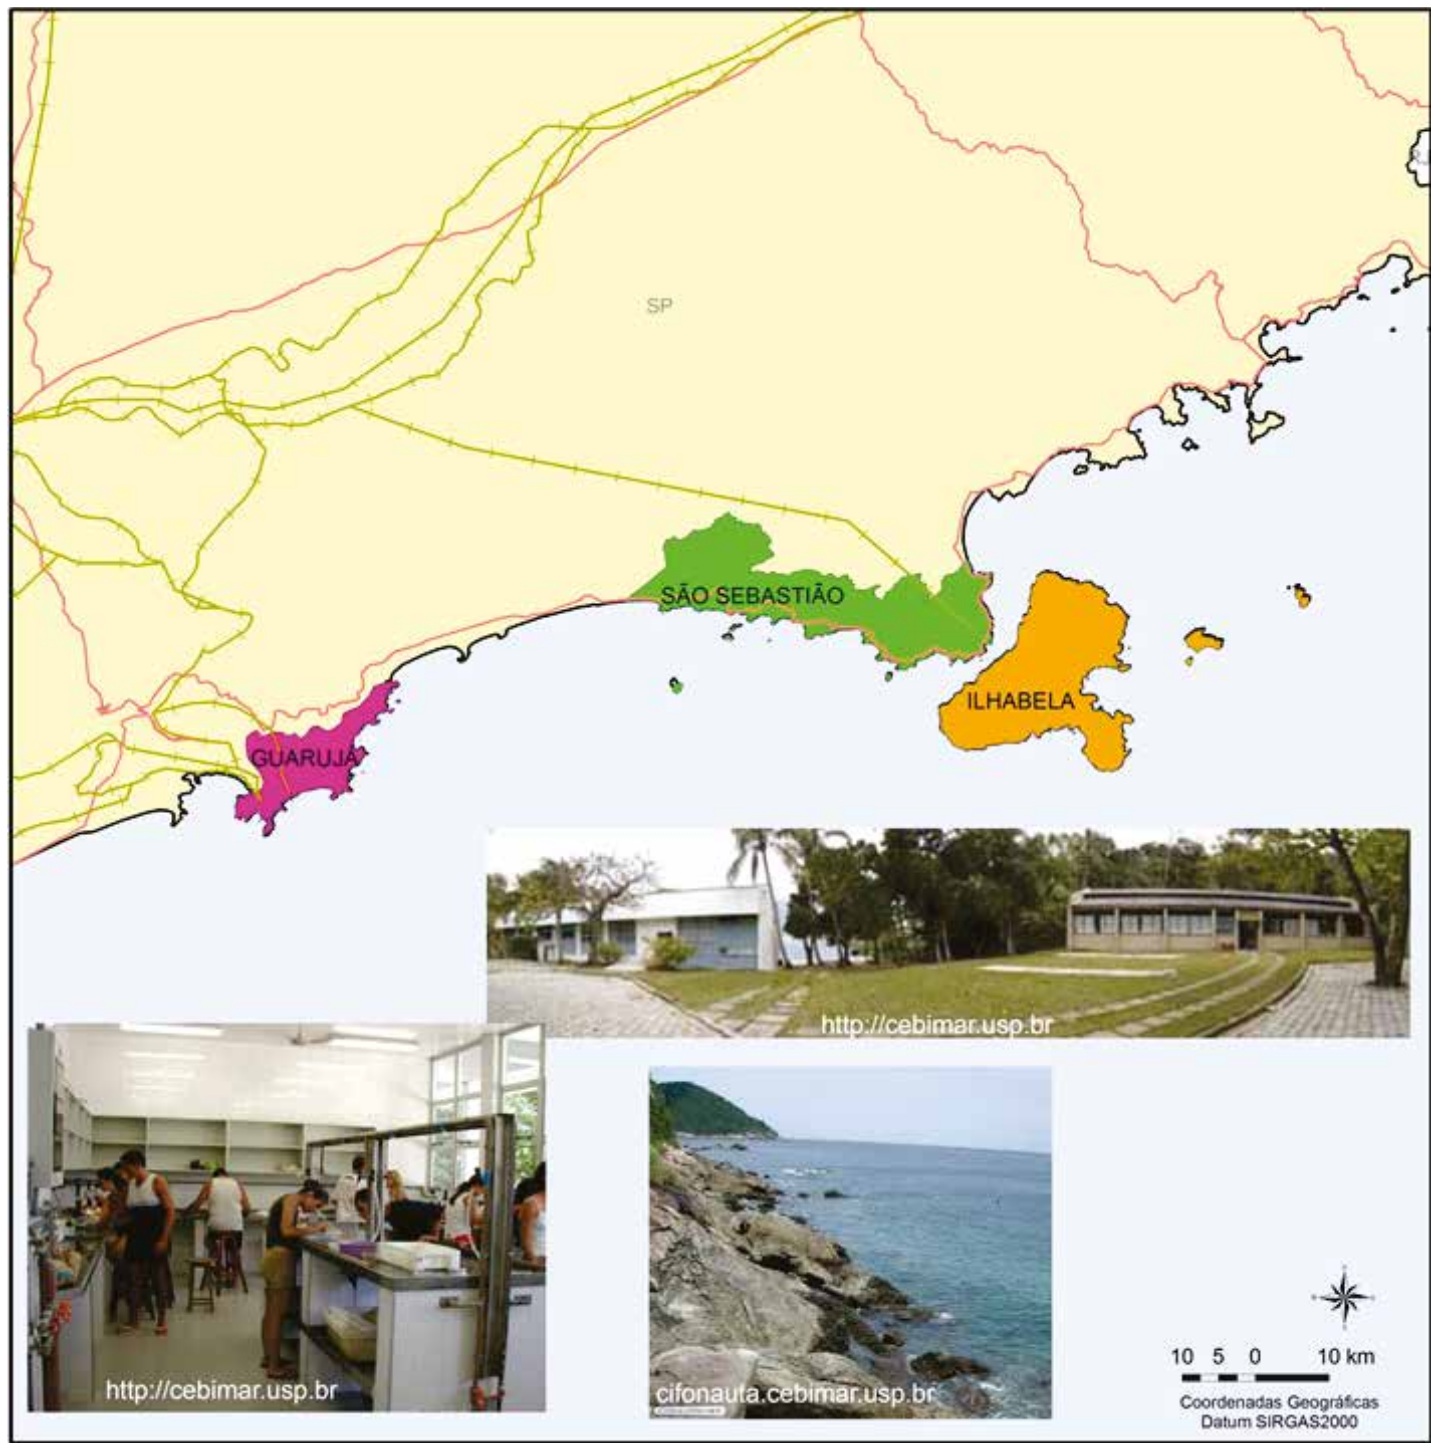 RJ
SP
SÃO SEBASTIÃO
ILHABELA
GUARUJÁ
http://cebimar.usp.br
http://cebimar.usp.br
cifonauta.cebimar.usp.br
10 5 0 10 km
Coordenadas Geográficas
Datum SIRGAS2000